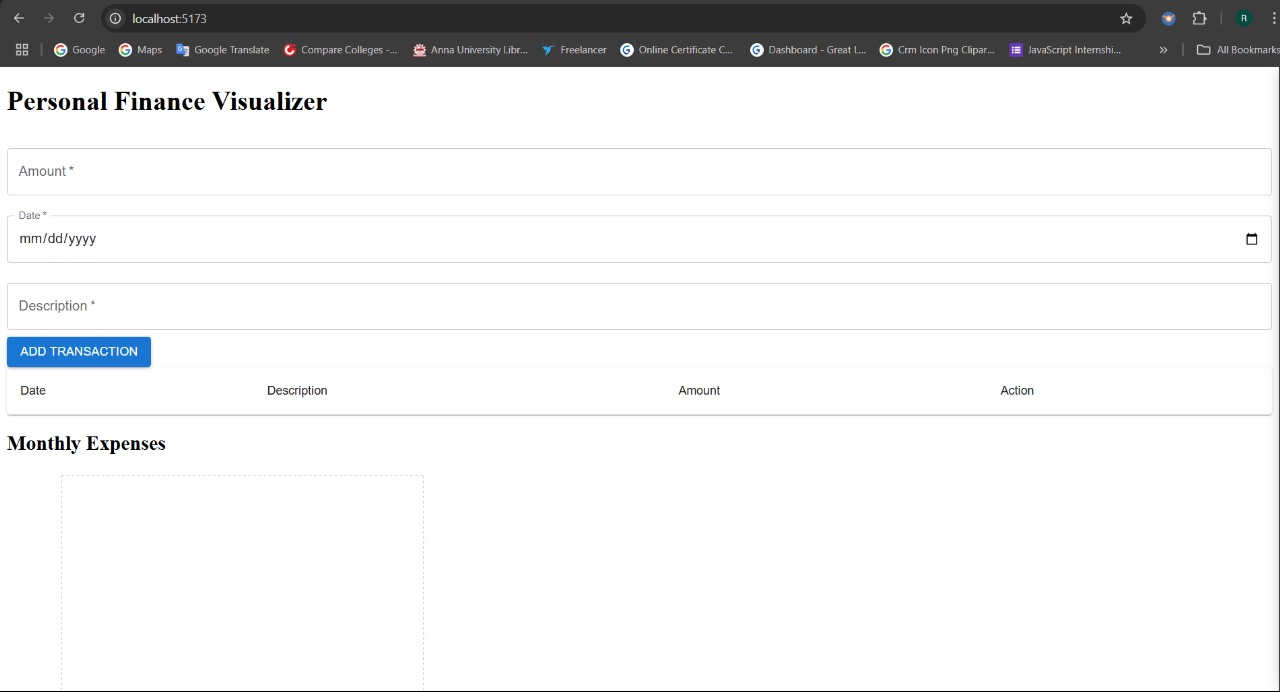 localhost:5173
Google Maps Google Translate Compare Colleges -... Anna University Libr... Freelancer Online Certificate C... Dashboard - Great L... Crm Icon Png Clipar... JavaScript Internshi... » All Bookmarks
R
Personal Finance Visualizer
Amount *
Date *
mm/dd/yyyy
Description *
ADD TRANSACTION
Date Description Amount Action
Monthly Expenses